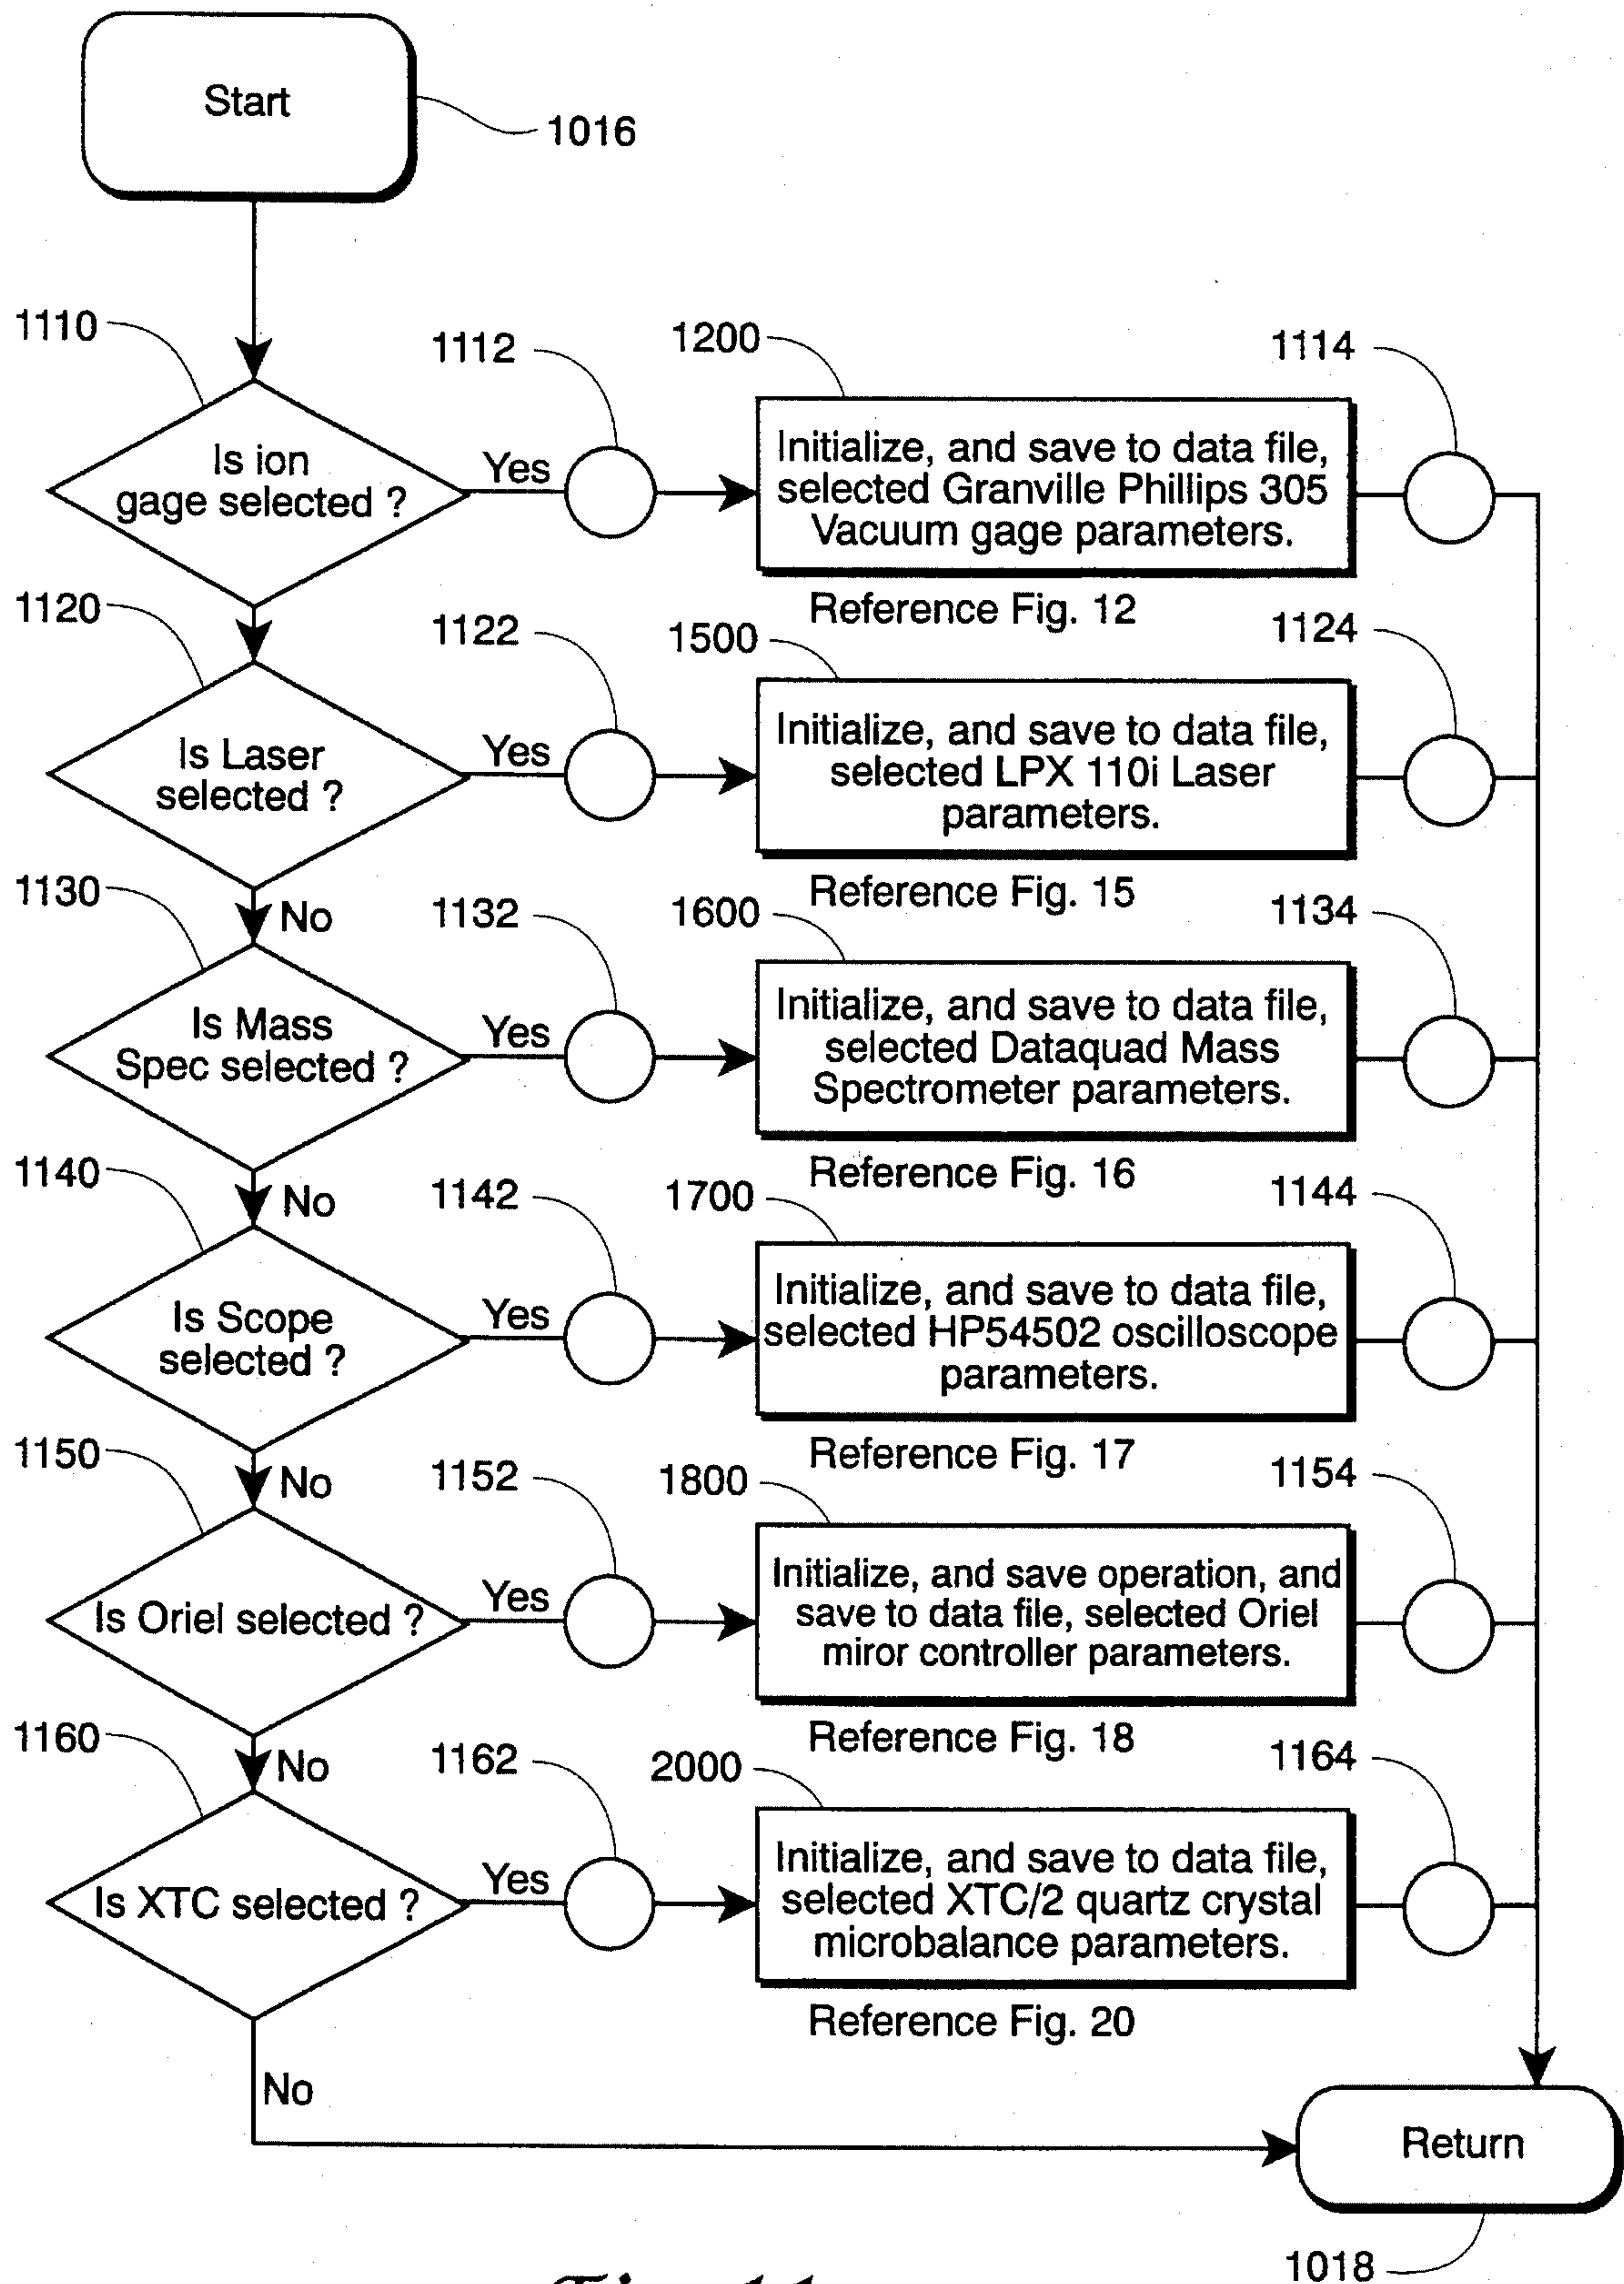 Start
1016
1110
1112
1200
1114
Is ion
gage selected ?
Yes
Initialize, and save to data file,
selected Granville Phillips 305
Vacuum gage parameters.
Reference Fig. 12
1120
1122
1500
1124
Is Laser
selected ?
Yes
Initialize, and save to data file,
selected LPX 110i Laser
parameters.
Reference Fig. 15
No
1130
1132
1600
1134
Is Mass
Spec selected ?
Yes
Initialize, and save to data file,
selected Dataquad Mass
Spectrometer parameters.
Reference Fig. 16
No
1140
1142
1700
1144
Is Scope
selected ?
Yes
Initialize, and save to data file,
selected HP54502 oscilloscope
parameters.
Reference Fig. 17
No
1150
1152
1800
1154
Is Oriel selected ?
Yes
Initialize, and save operation, and
save to data file, selected Oriel
miror controller parameters.
Reference Fig. 18
No
1160
1162
2000
1164
Is XTC selected ?
Yes
Initialize, and save to data file,
selected XTC/2 quartz crystal
microbalance parameters.
Reference Fig. 20
No
Return
1018